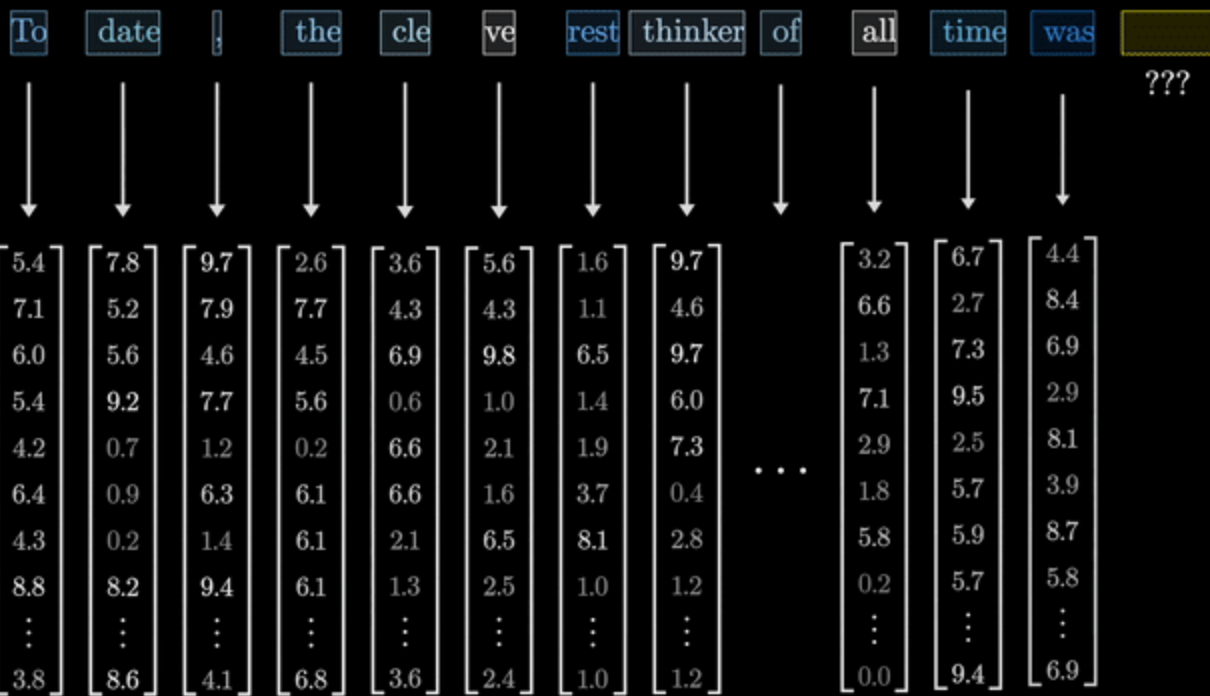 To date , the cle ve rest thinker of all time was
???
5.4 7.8 9.7 2.6 3.6 5.6 1.6 9.7 3.2 6.7 4.4
7.1 5.2 7.9 7.7 4.3 4.3 1.1 4.6 6.6 2.7 8.4
6.0 5.6 4.6 4.5 6.9 9.8 6.5 9.7 1.3 7.3 6.9
5.4 9.2 7.7 5.6 0.6 1.0 1.4 6.0 7.1 9.5 2.9
4.2 0.7 1.2 0.2 6.6 2.1 1.9 7.3 ... 2.9 2.5 8.1
6.4 0.9 6.3 6.1 6.6 1.6 3.7 0.4 1.8 5.7 3.9
4.3 0.2 1.4 6.1 2.1 6.5 8.1 2.8 5.8 5.9 8.7
8.8 8.2 9.4 6.1 1.3 2.5 1.0 1.2 0.2 5.7 5.8
⋮ ⋮ ⋮ ⋮ ⋮ ⋮ ⋮ ⋮ ⋮ ⋮ ⋮
3.8 8.6 4.1 6.8 3.6 2.4 1.0 1.2 0.0 9.4 6.9